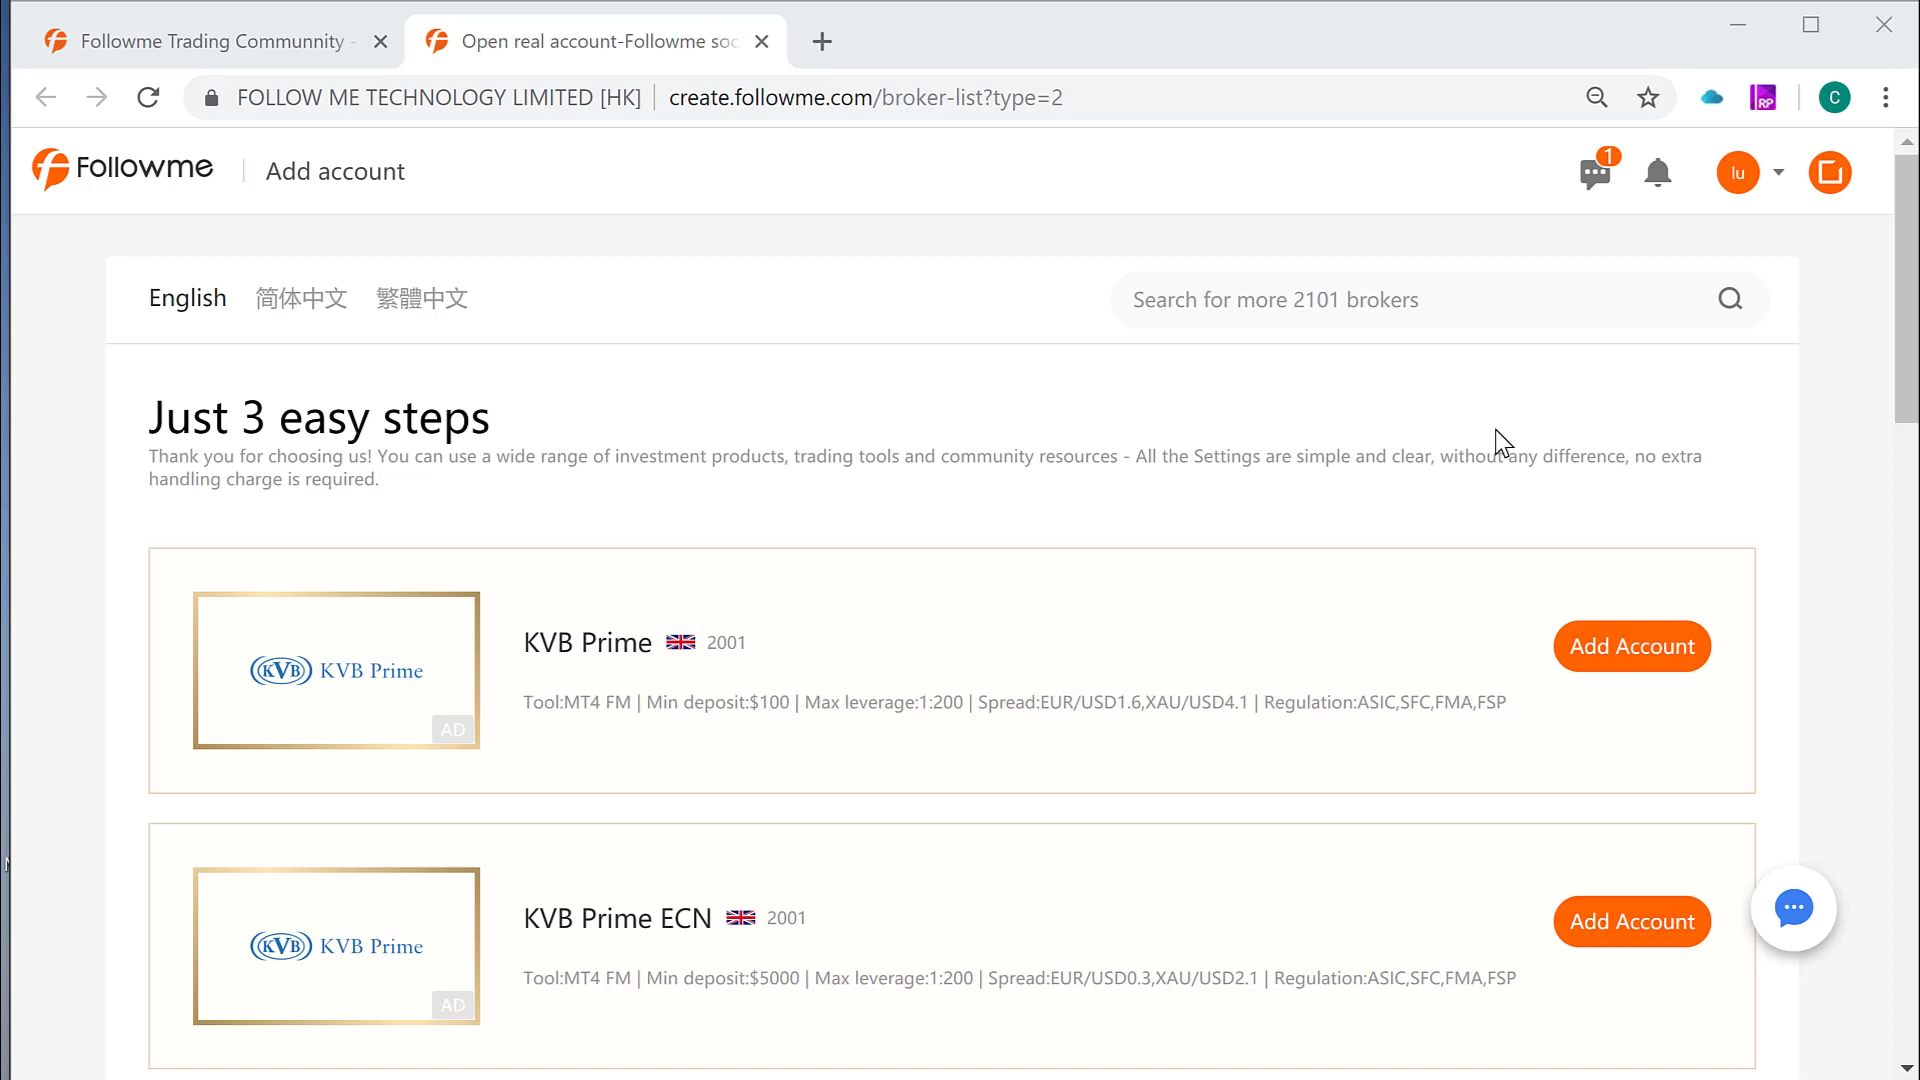 Followme Trading Communnity -
Open real account-Followme soc
FOLLOW ME TECHNOLOGY LIMITED [HK]
create.followme.com/broker-list?type=2
RP
C
Followme
Add account
1
lu
English
简体中文
繁體中文
Search for more 2101 brokers
Just 3 easy steps
Thank you for choosing us! You can use a wide range of investment products, trading tools and community resources - All the Settings are simple and clear, without any difference, no extra
handling charge is required.
KVB KVB Prime
AD
KVB Prime 2001
Add Account
Tool:MT4 FM | Min deposit:$100 | Max leverage:1:200 | Spread:EUR/USD1.6,XAU/USD4.1 | Regulation:ASIC,SFC,FMA,FSP
KVB KVB Prime
AD
KVB Prime ECN 2001
Add Account
Tool:MT4 FM | Min deposit:$5000 | Max leverage:1:200 | Spread:EUR/USD0.3,XAU/USD2.1 | Regulation:ASIC,SFC,FMA,FSP